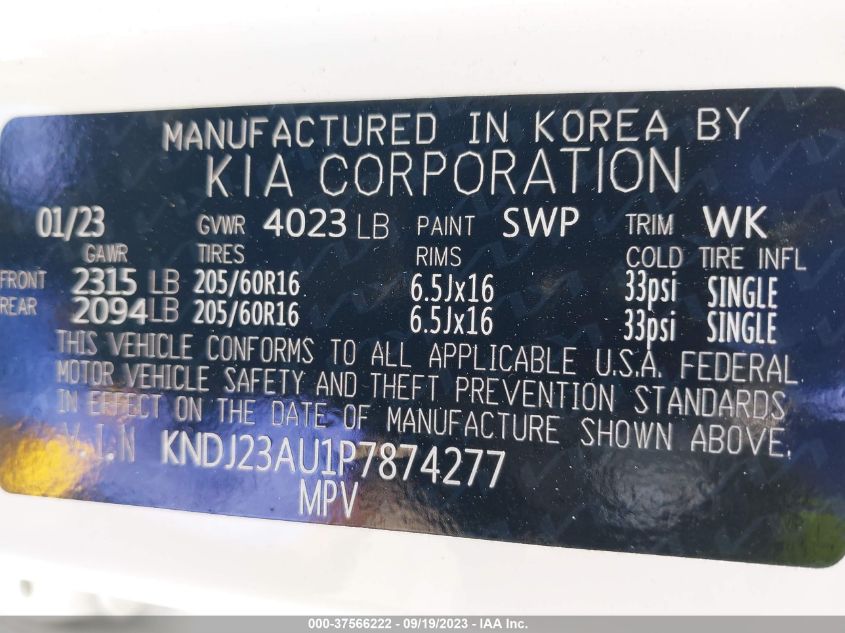 MANUFACTURED IN KOREA BY
KIA CORPORATION
01/23 GVWR 4023 LB PAINT SWP TRIM WK
GAWR TIRES RIMS COLD TIRE INFL
FRONT 2315 LB 205/60R16 6.5Jx16 33psi SINGLE
REAR 2094 LB 205/60R16 6.5Jx16 33psi SINGLE
THIS VEHICLE CONFORMS TO ALL APPLICABLE U.S.A. FEDERAL
MOTOR VEHICLE SAFETY AND THEFT PREVENTION STANDARDS
IN EFFECT ON THE DATE OF MANUFACTURE SHOWN ABOVE.
V.I.N KNDJ23AU1P7874277
MPV
000-37566222 - 09/19/2023 - IAA Inc.